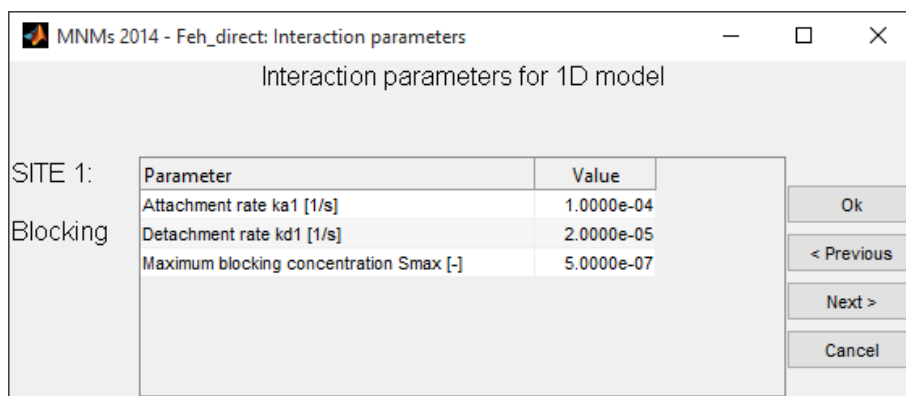 MNMs 2014 - Feh_direct: Interaction parameters
Interaction parameters for 1D model
SITE 1:
Blocking
Parameter Value
Attachment rate ka1 [1/s] 1.0000e-04
Detachment rate kd1 [1/s] 2.0000e-05
Maximum blocking concentration Smax [-] 5.0000e-07
Ok
< Previous
Next >
Cancel